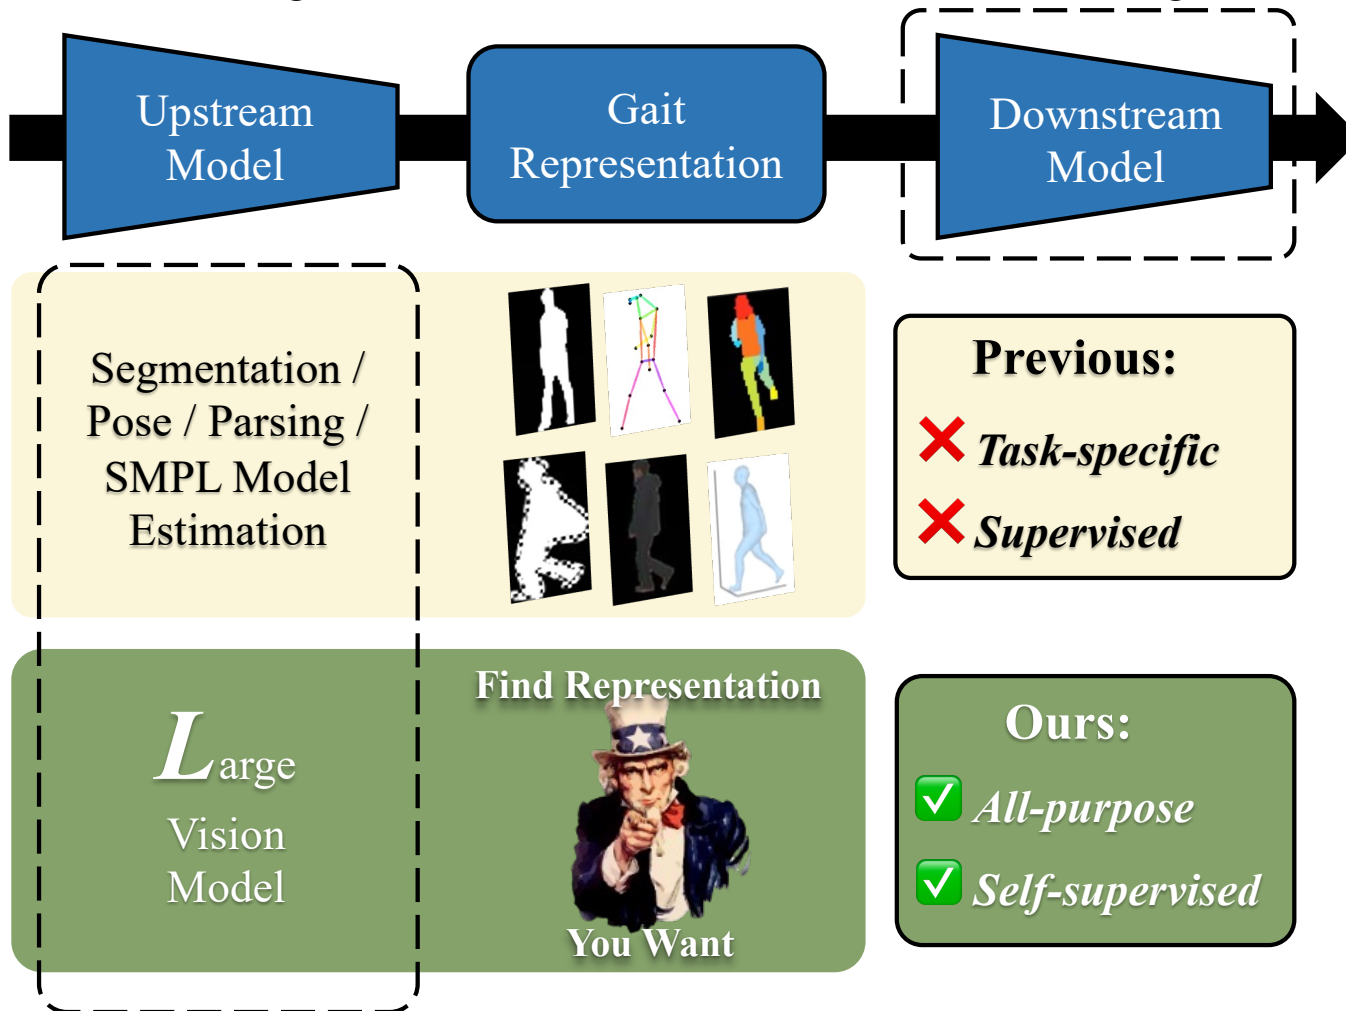 Upstream
Model
Gait
Representation
Downstream
Model
Segmentation /
Pose / Parsing /
SMPL Model
Estimation
Previous:
Task-specific
Supervised
Large
Vision
Model
Find Representation
You Want
Ours:
All-purpose
Self-supervised